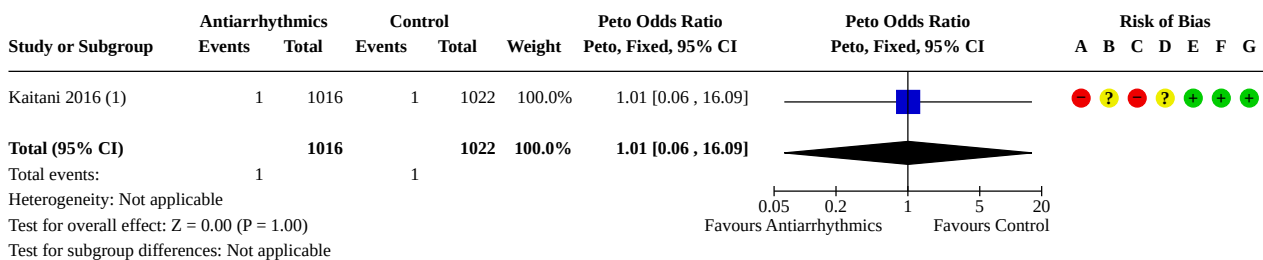 Antiarrhythmics Control Peto Odds Ratio Peto Odds Ratio Risk of Bias
Study or Subgroup Events Total Events Total Weight Peto, Fixed, 95% CI Peto, Fixed, 95% CI A B C D E F G
Kaitani 2016 (1) 1 1016 1 1022 100.0% 1.01 [0.06 , 16.09] − ? − ? + + +
Total (95% CI) 1016 1022 100.0% 1.01 [0.06 , 16.09]
Total events: 1 1
Heterogeneity: Not applicable
0.05 0.2 1 5 20
Test for overall effect: Z = 0.00 (P = 1.00)
Favours Antiarrhythmics Favours Control
Test for subgroup differences: Not applicable